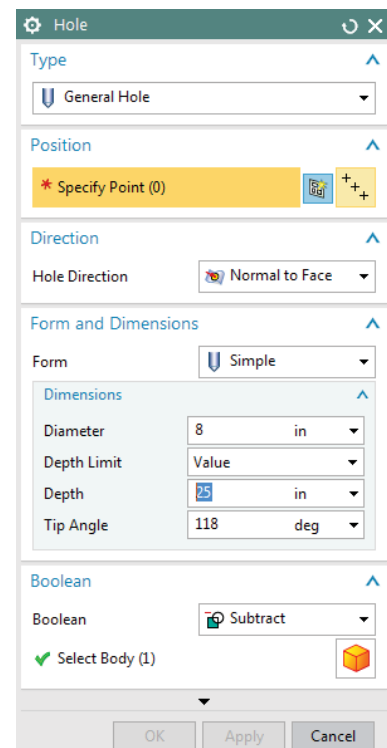 Hole
Type
General Hole
Position
* Specify Point (0)
Direction
Hole Direction Normal to Face
Form and Dimensions
Form Simple
Dimensions
Diameter 8 in
Depth Limit Value
Depth 25 in
Tip Angle 118 deg
Boolean
Boolean Subtract
Select Body (1)
OK Apply Cancel